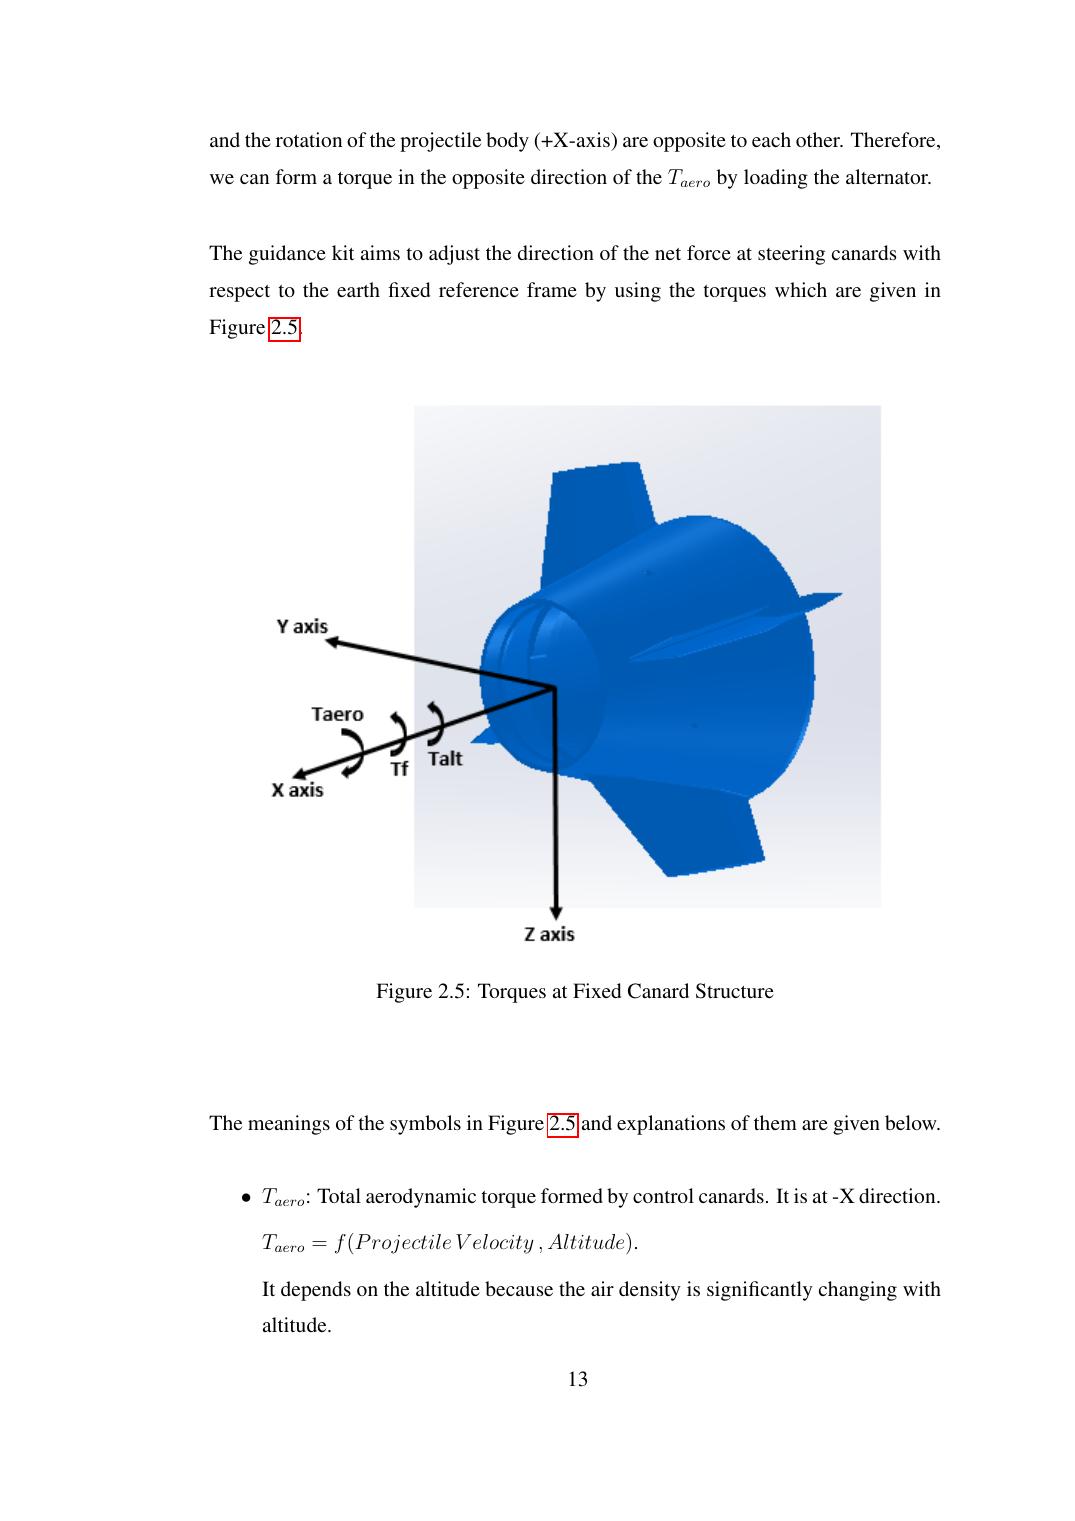 and the rotation of the projectile body (+X-axis) are opposite to each other. Therefore,
we can form a torque in the opposite direction of the T_aero by loading the alternator.
The guidance kit aims to adjust the direction of the net force at steering canards with
respect to the earth fixed reference frame by using the torques which are given in
Figure 2.5.
Y axis
Taero
Tf
Talt
X axis
Z axis
Figure 2.5: Torques at Fixed Canard Structure
The meanings of the symbols in Figure 2.5 and explanations of them are given below.
• T_aero: Total aerodynamic torque formed by control canards. It is at -X direction.
T_aero = f(Projectile Velocity , Altitude).
It depends on the altitude because the air density is significantly changing with
altitude.
13